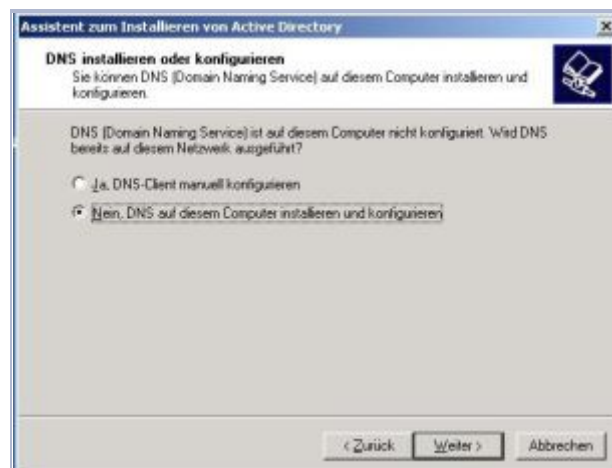 Assistent zum Installieren von Active Directory
DNS installieren oder konfigurieren
Sie können DNS (Domain Naming Service) auf diesem Computer installieren und
konfigurieren.
DNS (Domain Naming Service) ist auf diesem Computer nicht konfiguriert. Wird DNS
bereits auf diesem Netzwerk ausgeführt?
Ja, DNS-Client manuell konfigurieren
Nein, DNS auf diesem Computer installieren und konfigurieren
< Zurück Weiter > Abbrechen